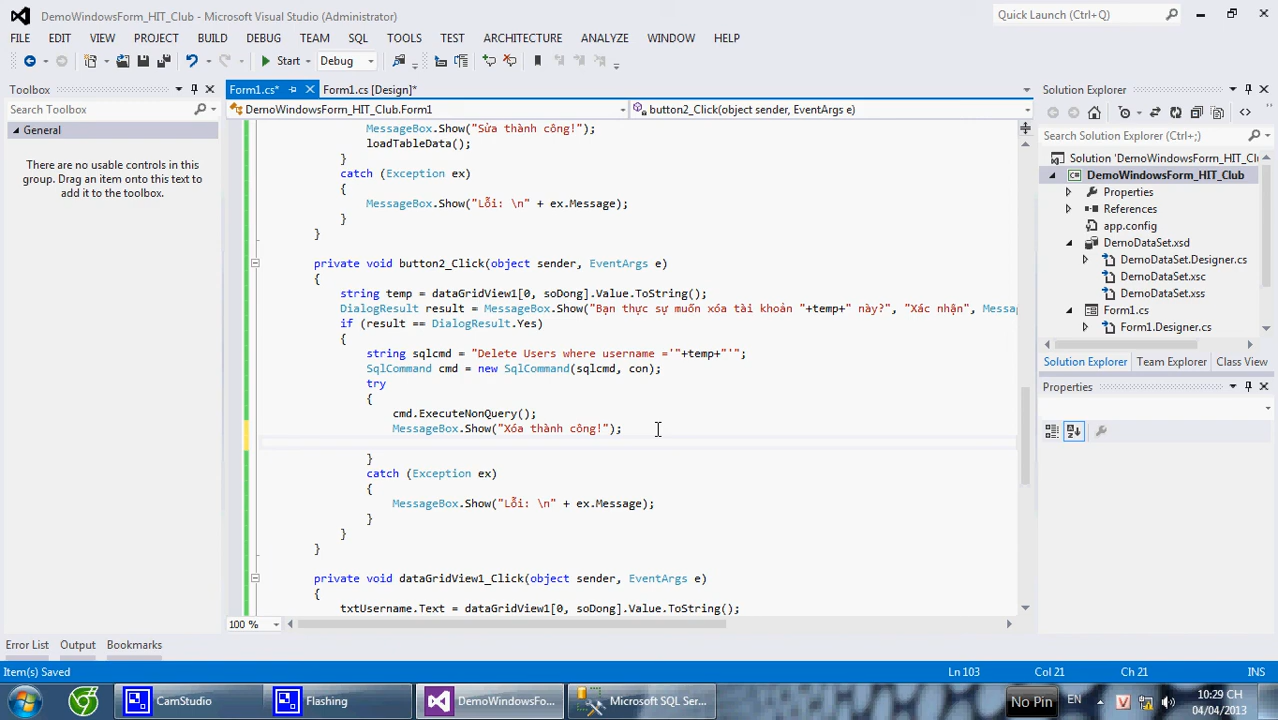 DemoWindowsForm_HIT_Club - Microsoft Visual Studio (Administrator)
Quick Launch (Ctrl+Q)
FILE EDIT VIEW PROJECT BUILD DEBUG TEAM SQL TOOLS TEST ARCHITECTURE ANALYZE WINDOW HELP
Start Debug
Toolbox
Form1.cs* Form1.cs [Design]*
Solution Explorer
Search Toolbox
DemoWindowsForm_HIT_Club.Form1 button2_Click(object sender, EventArgs e)
General
There are no usable controls in this
group. Drag an item onto this text to
add it to the toolbox.
MessageBox.Show("Sửa thành công!");
loadTableData();
}
catch (Exception ex)
{
MessageBox.Show("Lỗi: \n" + ex.Message);
}
}
private void button2_Click(object sender, EventArgs e)
{
string temp = dataGridView1[0, soDong].Value.ToString();
DialogResult result = MessageBox.Show("Bạn thực sự muốn xóa tài khoản "+temp+" này?", "Xác nhận", Messa
if (result == DialogResult.Yes)
{
string sqlcmd = "Delete Users where username ='"+temp+"'";
SqlCommand cmd = new SqlCommand(sqlcmd, con);
try
{
cmd.ExecuteNonQuery();
MessageBox.Show("Xóa thành công!");
}
catch (Exception ex)
{
MessageBox.Show("Lỗi: \n" + ex.Message);
}
}
}
private void dataGridView1_Click(object sender, EventArgs e)
{
txtUsername.Text = dataGridView1[0, soDong].Value.ToString();
100 %
Search Solution Explorer (Ctrl+;)
Solution 'DemoWindowsForm_HIT_Clu
DemoWindowsForm_HIT_Club
Properties
References
app.config
DemoDataSet.xsd
DemoDataSet.Designer.cs
DemoDataSet.xsc
DemoDataSet.xss
Form1.cs
Form1.Designer.cs
Solution Explorer Team Explorer Class View
Properties
Error List Output Bookmarks
Item(s) Saved Ln 103 Col 21 Ch 21 INS
CamStudio Flashing DemoWindowsFo... Microsoft SQL Ser... No Pin EN
10:29 CH
04/04/2013